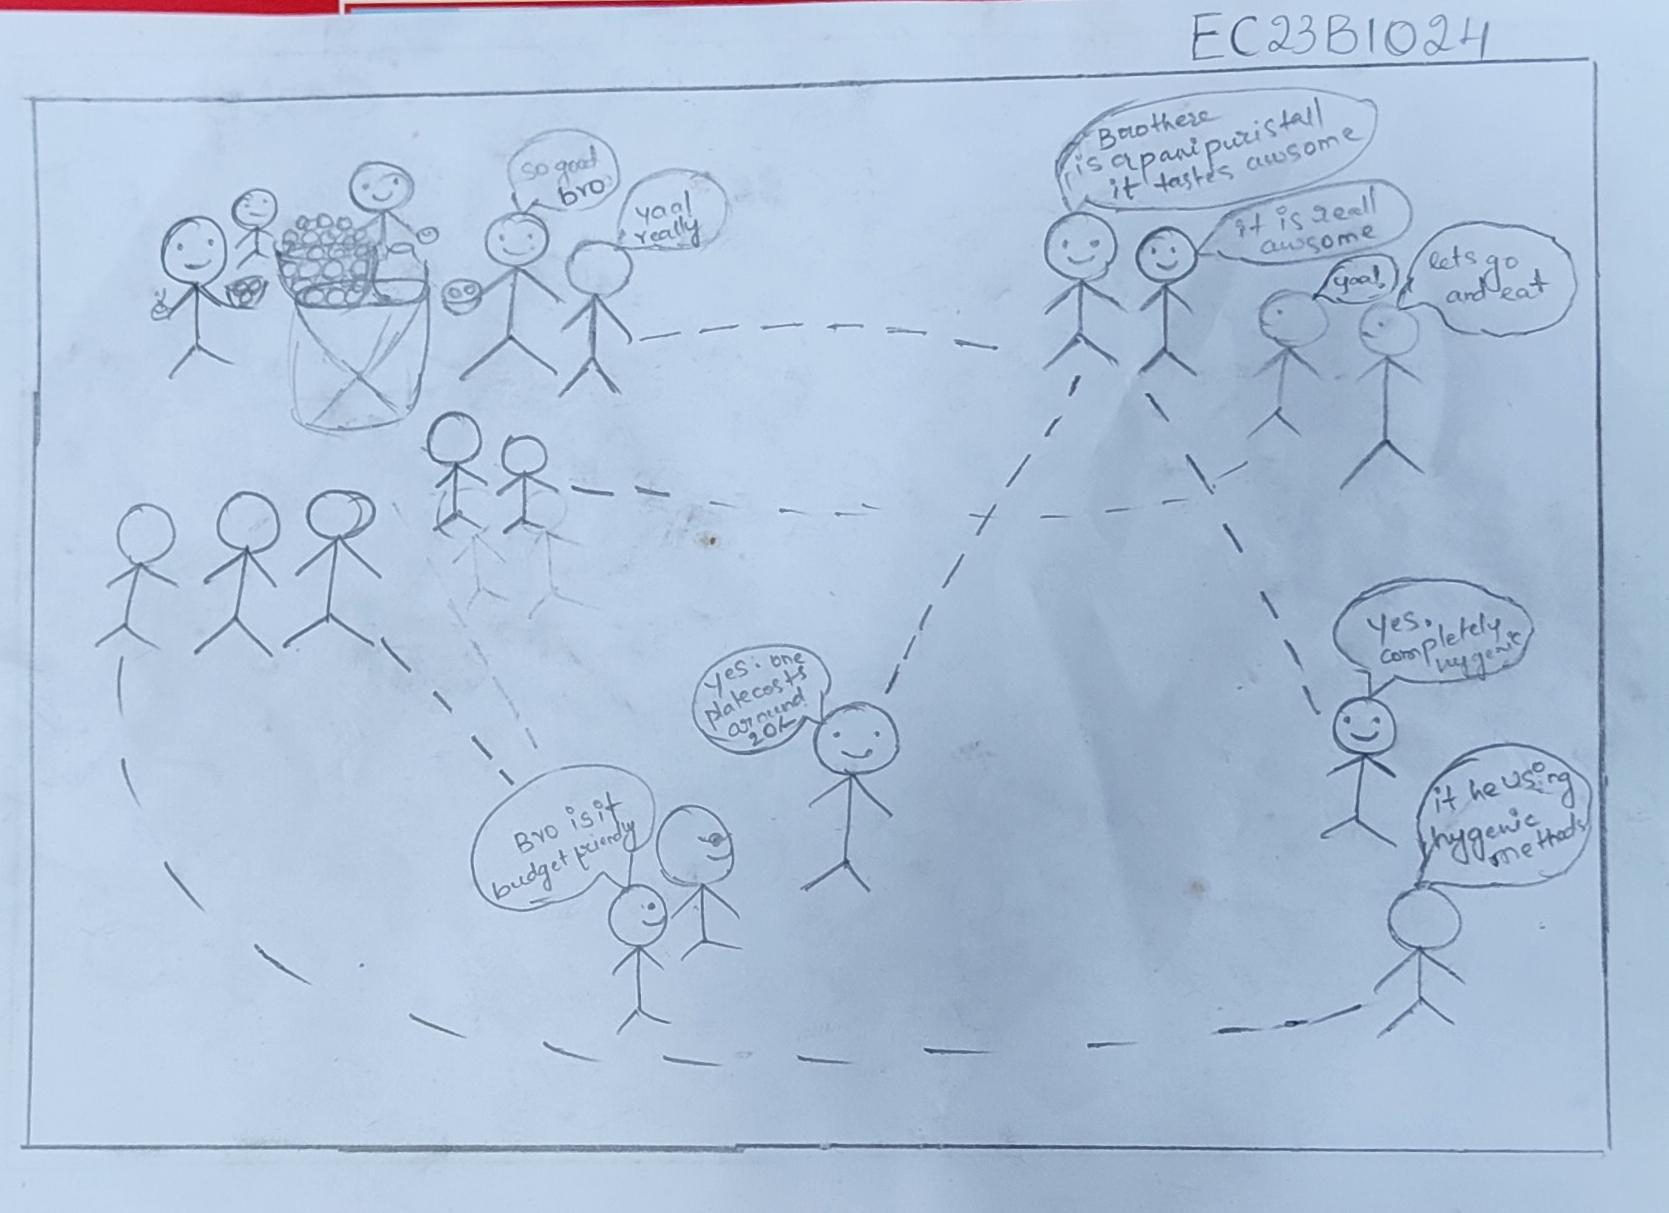 EC23B1024
so good
bro
yaa!
really
Bro there
is a panipuri stall
it tastes awsome
it is reall
awsome
yaa!
lets go
and eat
yes. one
plate costs
around
20/-
Bro is it
budget friendly
yes.
completely
hygenic
it he using
hygenic
methods